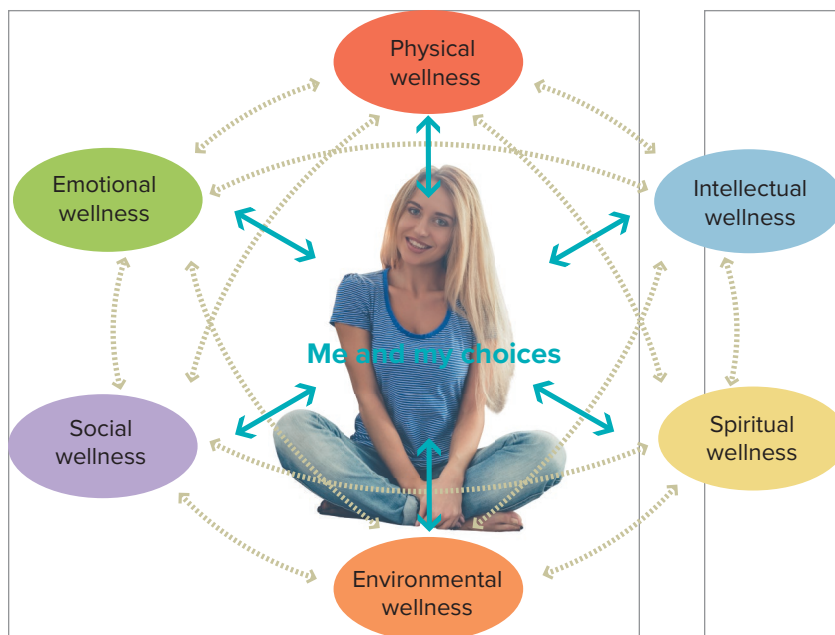 Physical
wellness
Emotional
wellness
Intellectual
wellness
Me and my choices
Social
wellness
Spiritual
wellness
Environmental
wellness